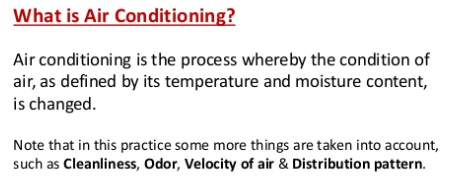 What is Air Conditioning?
Air conditioning is the process whereby the condition of
air, as defined by its temperature and moisture content,
is changed.
Note that in this practice some more things are taken into account,
such as Cleanliness, Odor, Velocity of air & Distribution pattern.